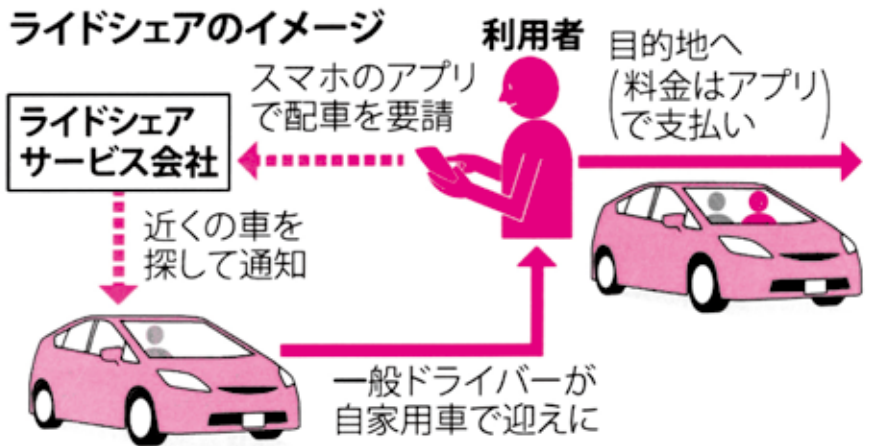 ライドシェアのイメージ
利用者
スマホのアプリ
で配車を要請
目的地へ
(料金はアプリ)
で支払い
ライドシェア
サービス会社
近くの車を
探して通知
一般ドライバーが
自家用車で迎えに